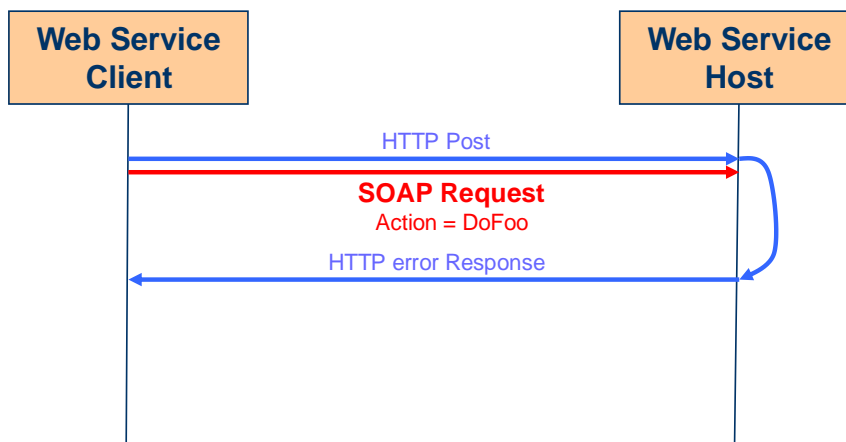 Web Service
Client
Web Service
Host
HTTP Post
SOAP Request
Action = DoFoo
HTTP error Response